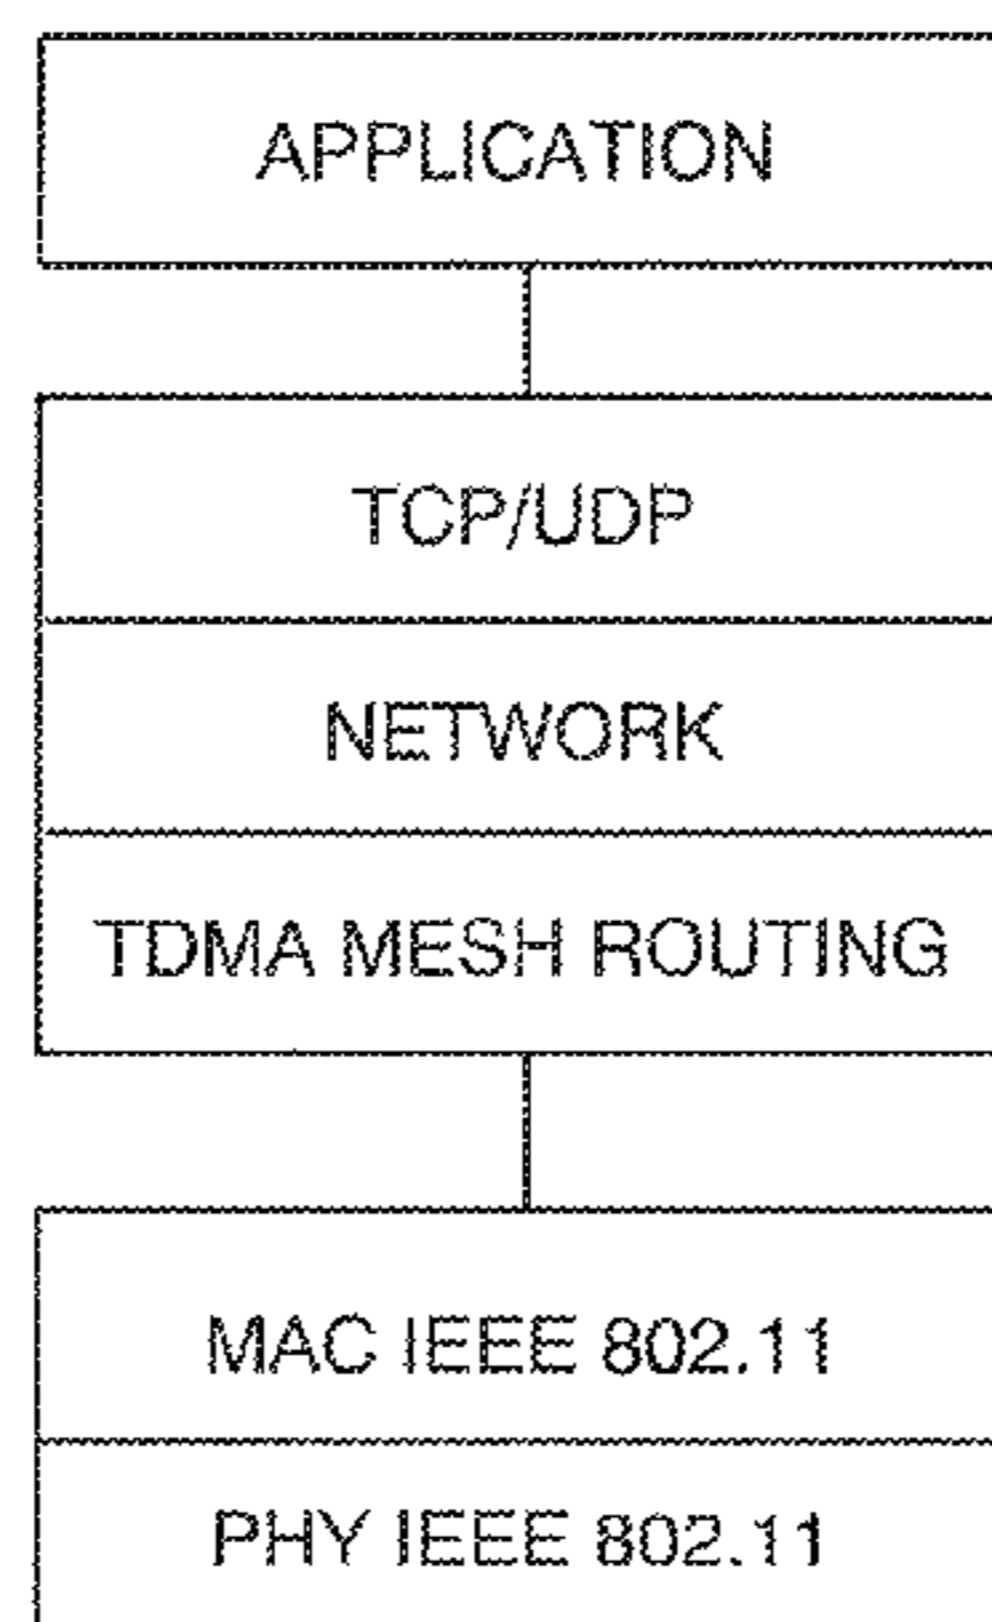 APPLICATION
TCP/UDP
NETWORK
TDMA MESH ROUTING
MAC IEEE 802.11
PHY IEEE 802.11